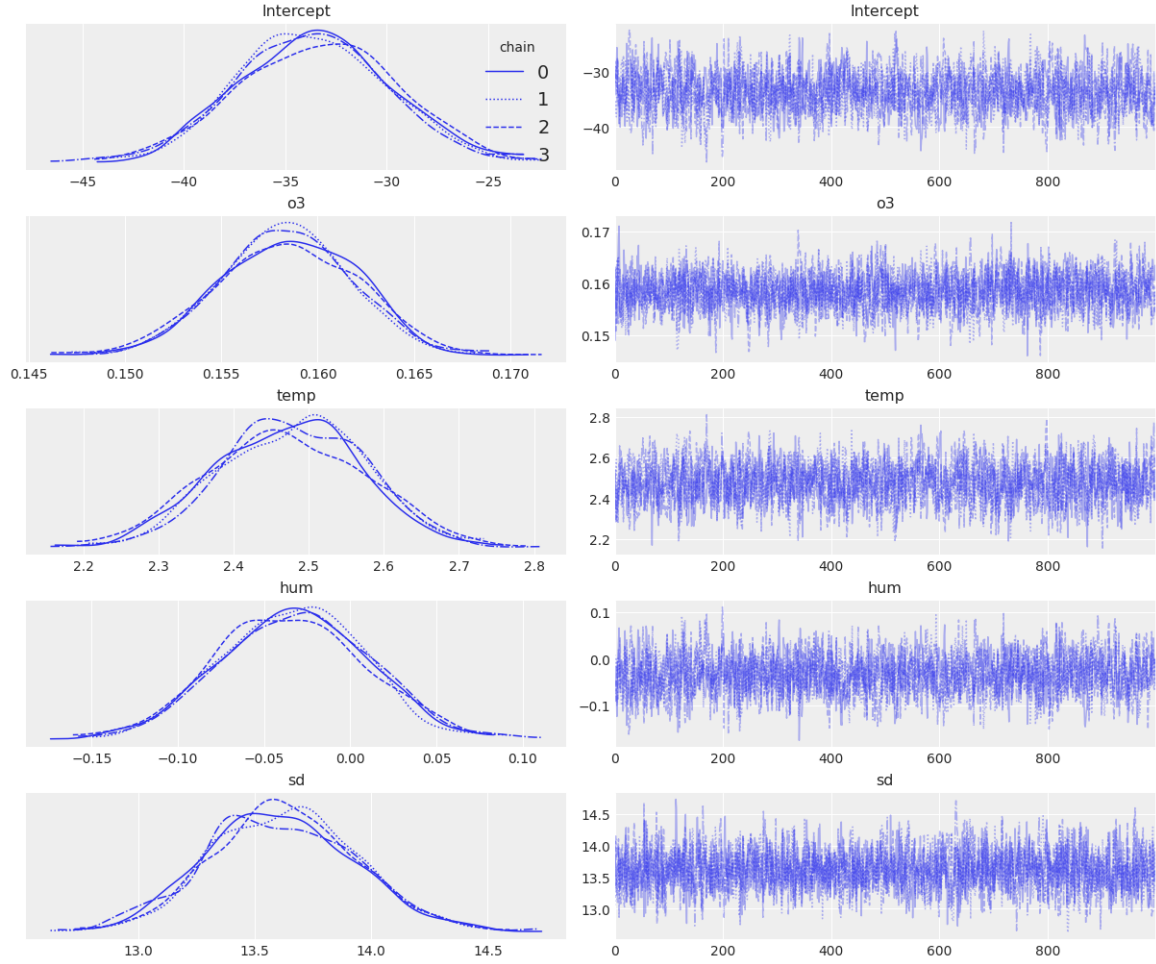 Intercept
Intercept
chain
0
1
2
3
−45 −40 −35 −30 −25
−30
−40
0 200 400 600 800
o3
o3
0.145 0.150 0.155 0.160 0.165 0.170
0.17
0.16
0.15
0 200 400 600 800
temp
temp
2.2 2.3 2.4 2.5 2.6 2.7 2.8
2.8
2.6
2.4
2.2
0 200 400 600 800
hum
hum
−0.15 −0.10 −0.05 0.00 0.05 0.10
0.1
0.0
−0.1
0 200 400 600 800
sd
sd
13.0 13.5 14.0 14.5
14.5
14.0
13.5
13.0
0 200 400 600 800